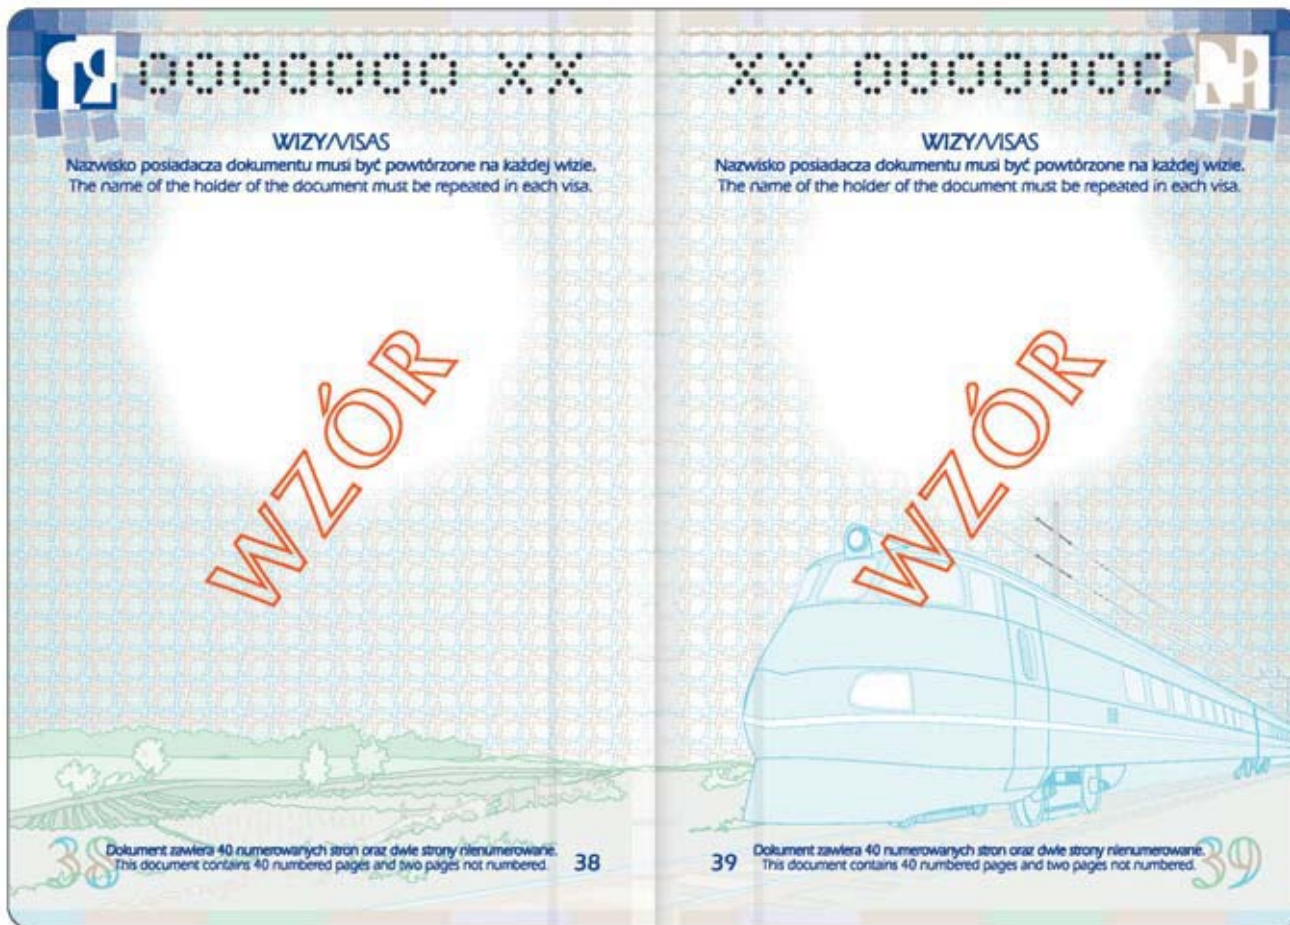 0000000 XX
WIZY/VISAS
Nazwisko posiadacza dokumentu musi być powtórzone na każdej wizie.
The name of the holder of the document must be repeated in each visa.
WZÓR
38
Dokument zawiera 40 numerowanych stron oraz dwie strony nienumerowane.
This document contains 40 numbered pages and two pages not numbered.
38
XX 0000000
WIZY/VISAS
Nazwisko posiadacza dokumentu musi być powtórzone na każdej wizie.
The name of the holder of the document must be repeated in each visa.
WZÓR
39
Dokument zawiera 40 numerowanych stron oraz dwie strony nienumerowane.
This document contains 40 numbered pages and two pages not numbered.
39